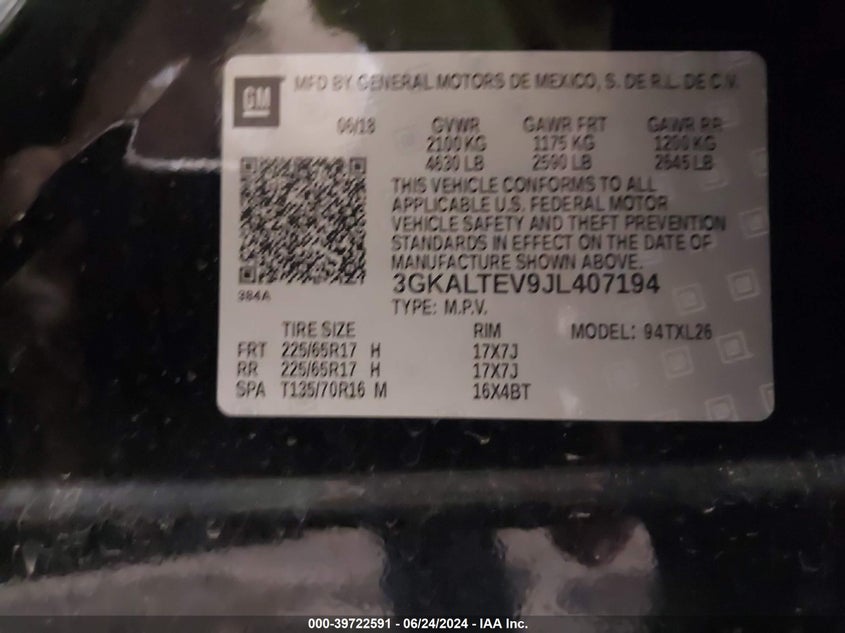 GM
MFD BY GENERAL MOTORS DE MEXICO, S. DE R.L. DE C.V.
06/18 GVWR GAWR FRT GAWR RR
2100 KG 1175 KG 1200 KG
4630 LB 2590 LB 2645 LB
THIS VEHICLE CONFORMS TO ALL
APPLICABLE U.S. FEDERAL MOTOR
VEHICLE SAFETY AND THEFT PREVENTION
STANDARDS IN EFFECT ON THE DATE OF
MANUFACTURE SHOWN ABOVE.
3GKALTEV9JL407194
384A
TYPE: M.P.V.
TIRE SIZE RIM MODEL: 94TXL26
FRT 225/65R17 H 17X7J
RR 225/65R17 H 17X7J
SPA T135/70R16 M 16X4BT
000-39722591 - 06/24/2024 - IAA Inc.